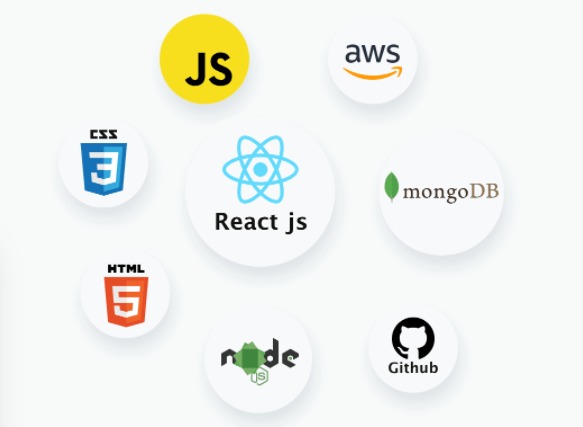 JS
aws
CSS
3
React js
mongoDB
HTML
5
node
JS
Github